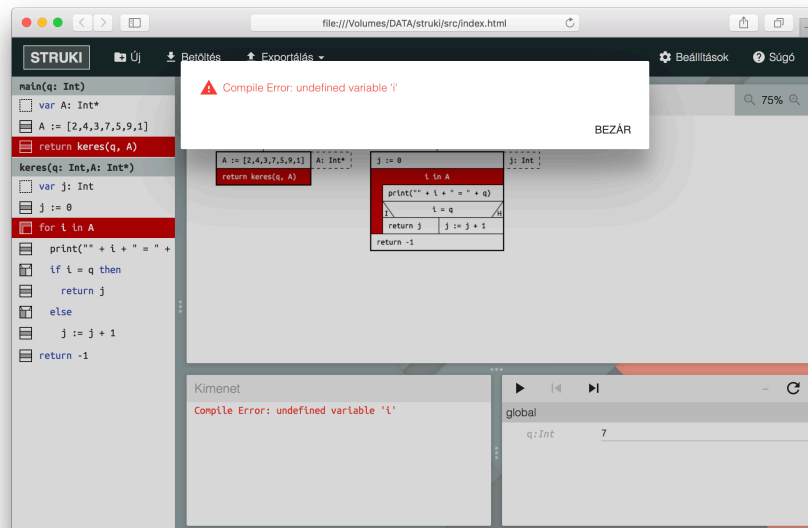 file:///Volumes/DATA/struki/src/index.html
STRUKI
Új
Betöltés
Exportálás
Beállítások
Súgó
Compile Error: undefined variable 'i'
BEZÁR
75%
main(q: Int)
var A: Int*
A := [2,4,3,7,5,9,1]
return keres(q, A)
keres(q: Int,A: Int*)
var j: Int
j := 0
for i in A
print("" + i + " = " +
if i = q then
return j
else
j := j + 1
return -1
A := [2,4,3,7,5,9,1]
A: Int*
return keres(q, A)
j := 0
j: Int
i in A
print("" + i + " = " + q)
i = q
I
H
return j
j := j + 1
return -1
Kimenet
Compile Error: undefined variable 'i'
global
q:Int
7